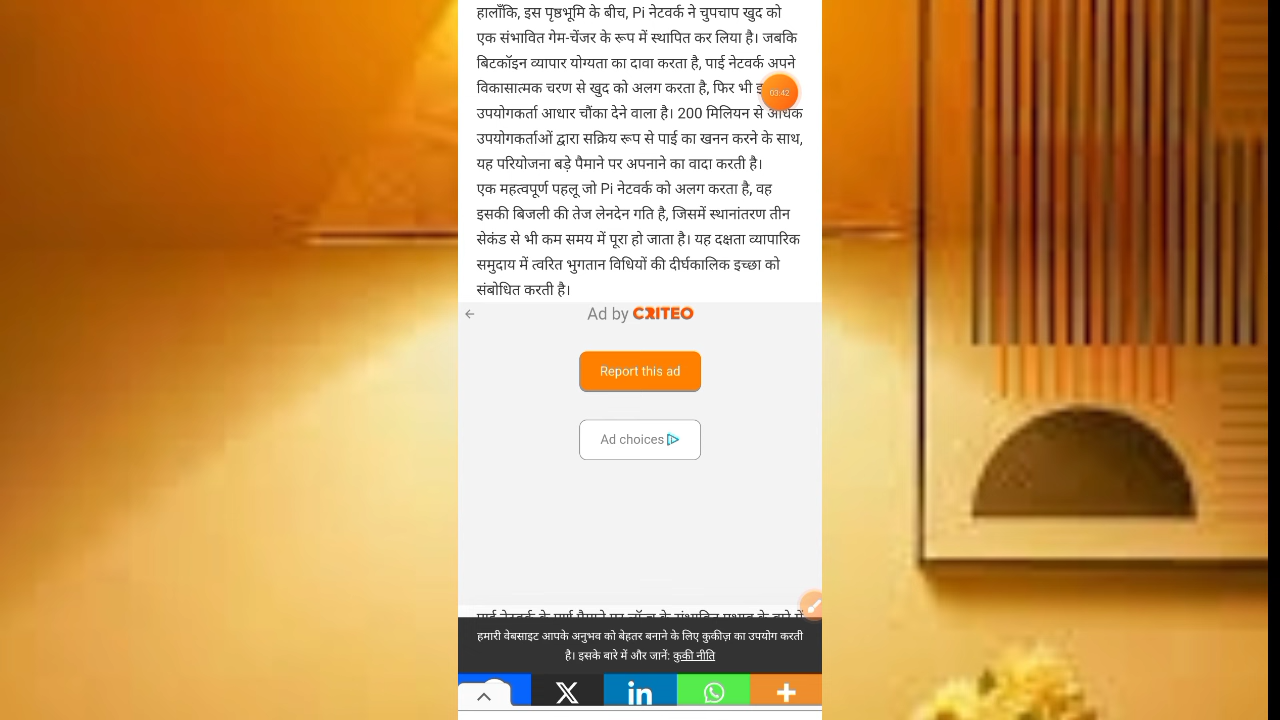 हालाँकि, इस पृष्ठभूमि के बीच, Pi नेटवर्क ने चुपचाप खुद को
एक संभावित गेम-चेंजर के रूप में स्थापित कर लिया है। जबकि
बिटकॉइन व्यापार योग्यता का दावा करता है, पाई नेटवर्क अपने
विकासात्मक चरण से खुद को अलग करता है, फिर भी
03:42
उपयोगकर्ता आधार चौंका देने वाला है। 200 मिलियन से अधिक
उपयोगकर्ताओं द्वारा सक्रिय रूप से पाई का खनन करने के साथ,
यह परियोजना बड़े पैमाने पर अपनाने का वादा करती है।
एक महत्वपूर्ण पहलू जो Pi नेटवर्क को अलग करता है, वह
इसकी बिजली की तेज लेनदेन गति है, जिसमें स्थानांतरण तीन
सेकंड से भी कम समय में पूरा हो जाता है। यह दक्षता व्यापारिक
समुदाय में त्वरित भुगतान विधियों की दीर्घकालिक इच्छा को
संबोधित करती है।
Ad by CRITEO
Report this ad
Ad choices
हमारी वेबसाइट आपके अनुभव को बेहतर बनाने के लिए कुकीज़ का उपयोग करती
है। इसके बारे में और जानें: कुकी नीति